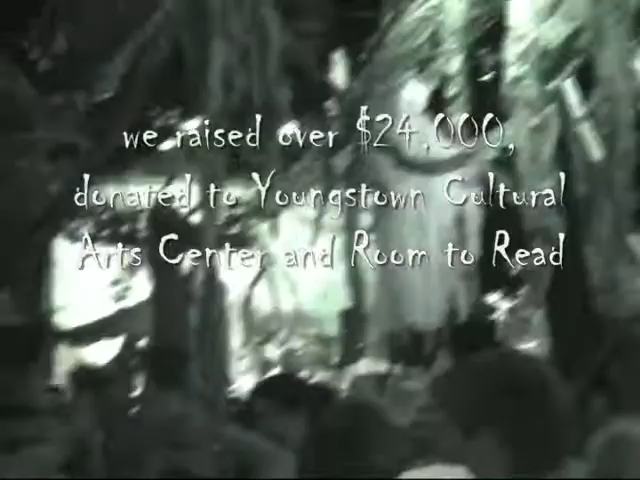 we raised over $24,000,
donated to Youngstown Cultural
Arts Center and Room to Read